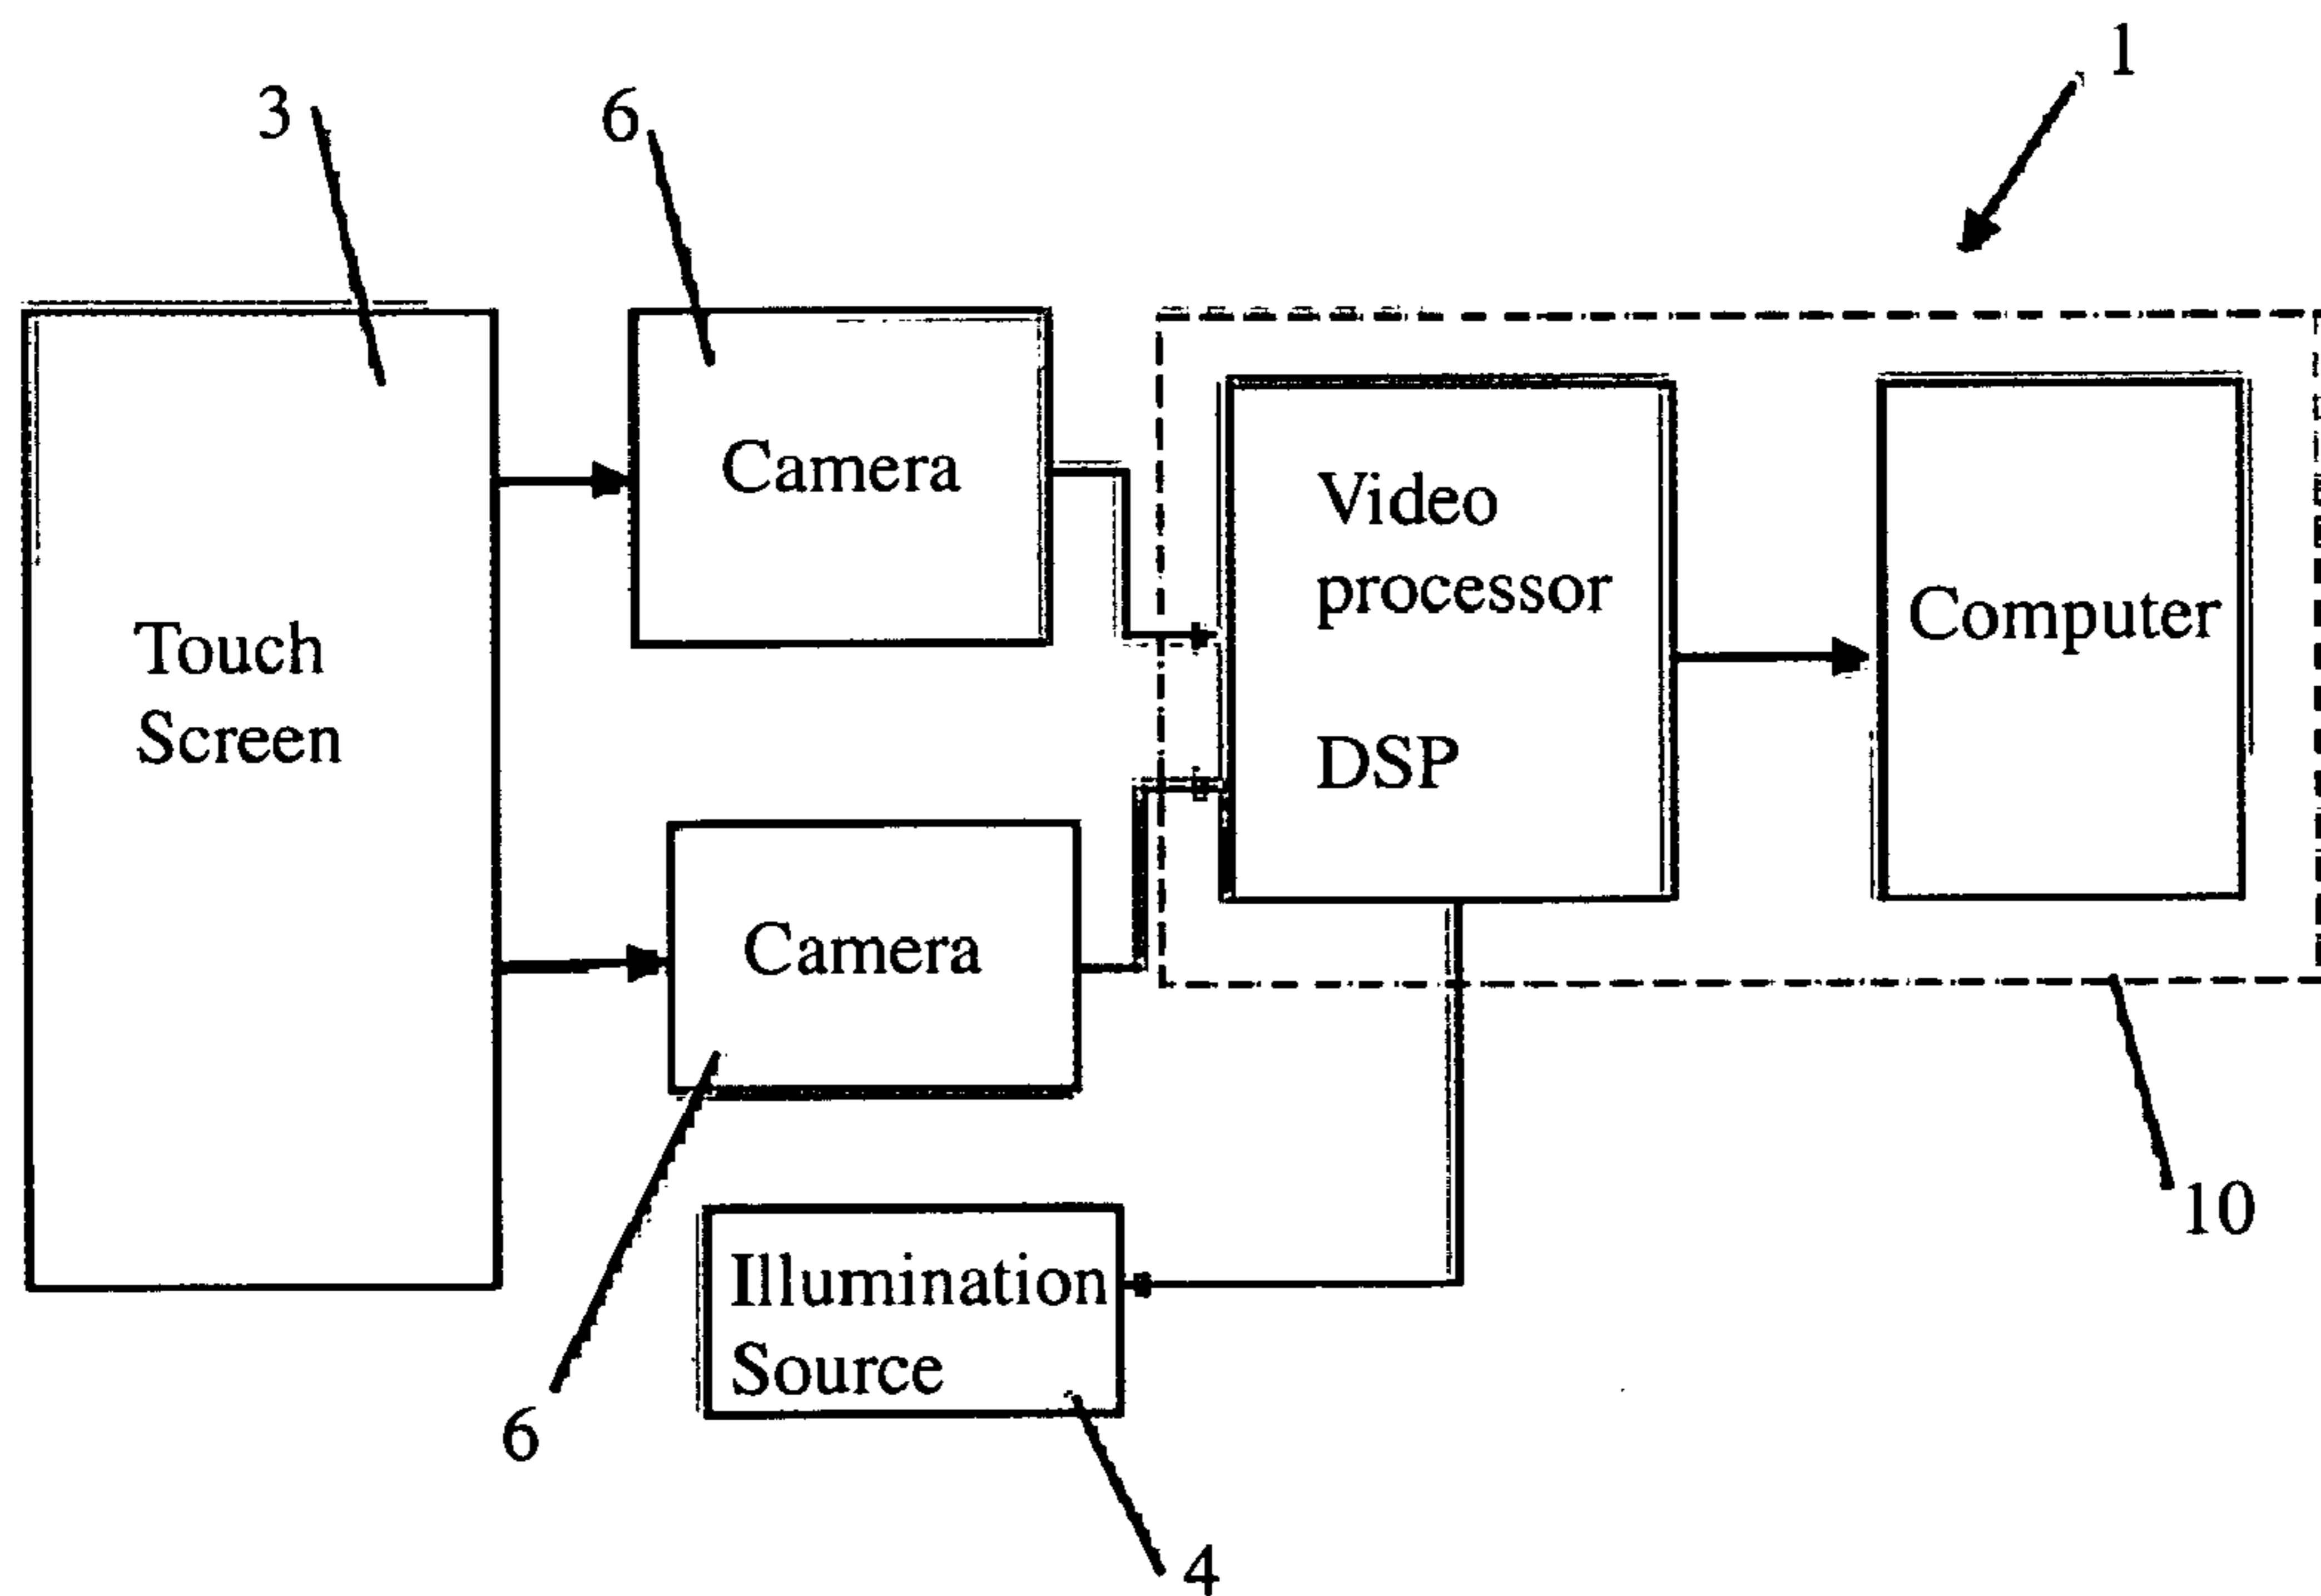 1
3
6
Camera
Video
processor
DSP
Computer
Touch
Screen
Camera
10
Illumination
Source
6
4